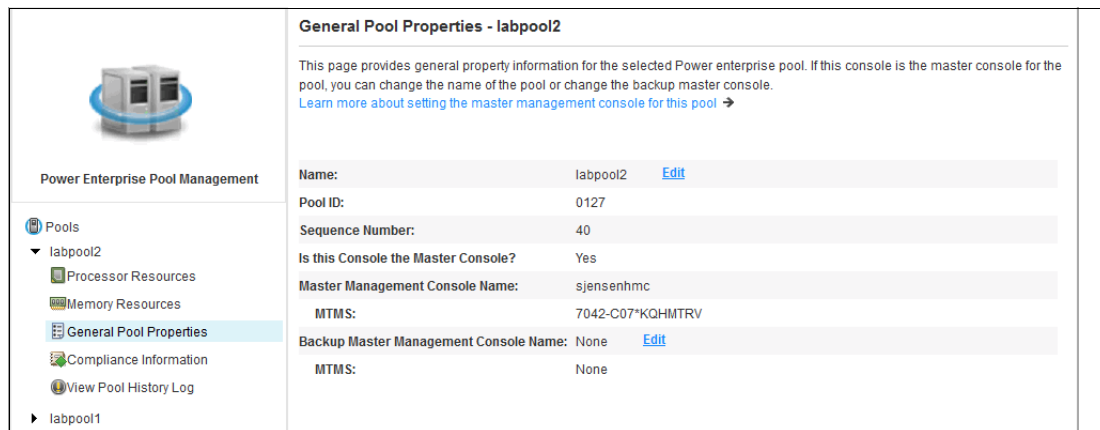 General Pool Properties - labpool2
This page provides general property information for the selected Power enterprise pool. If this console is the master console for the
pool, you can change the name of the pool or change the backup master console.
Learn more about setting the master management console for this pool →
Power Enterprise Pool Management
Pools
labpool2
Processor Resources
Memory Resources
General Pool Properties
Compliance Information
View Pool History Log
labpool1
Name: labpool2 Edit
Pool ID: 0127
Sequence Number: 40
Is this Console the Master Console? Yes
Master Management Console Name: sjensenhmc
MTMS: 7042-C07*KQHMTRV
Backup Master Management Console Name: None Edit
MTMS: None